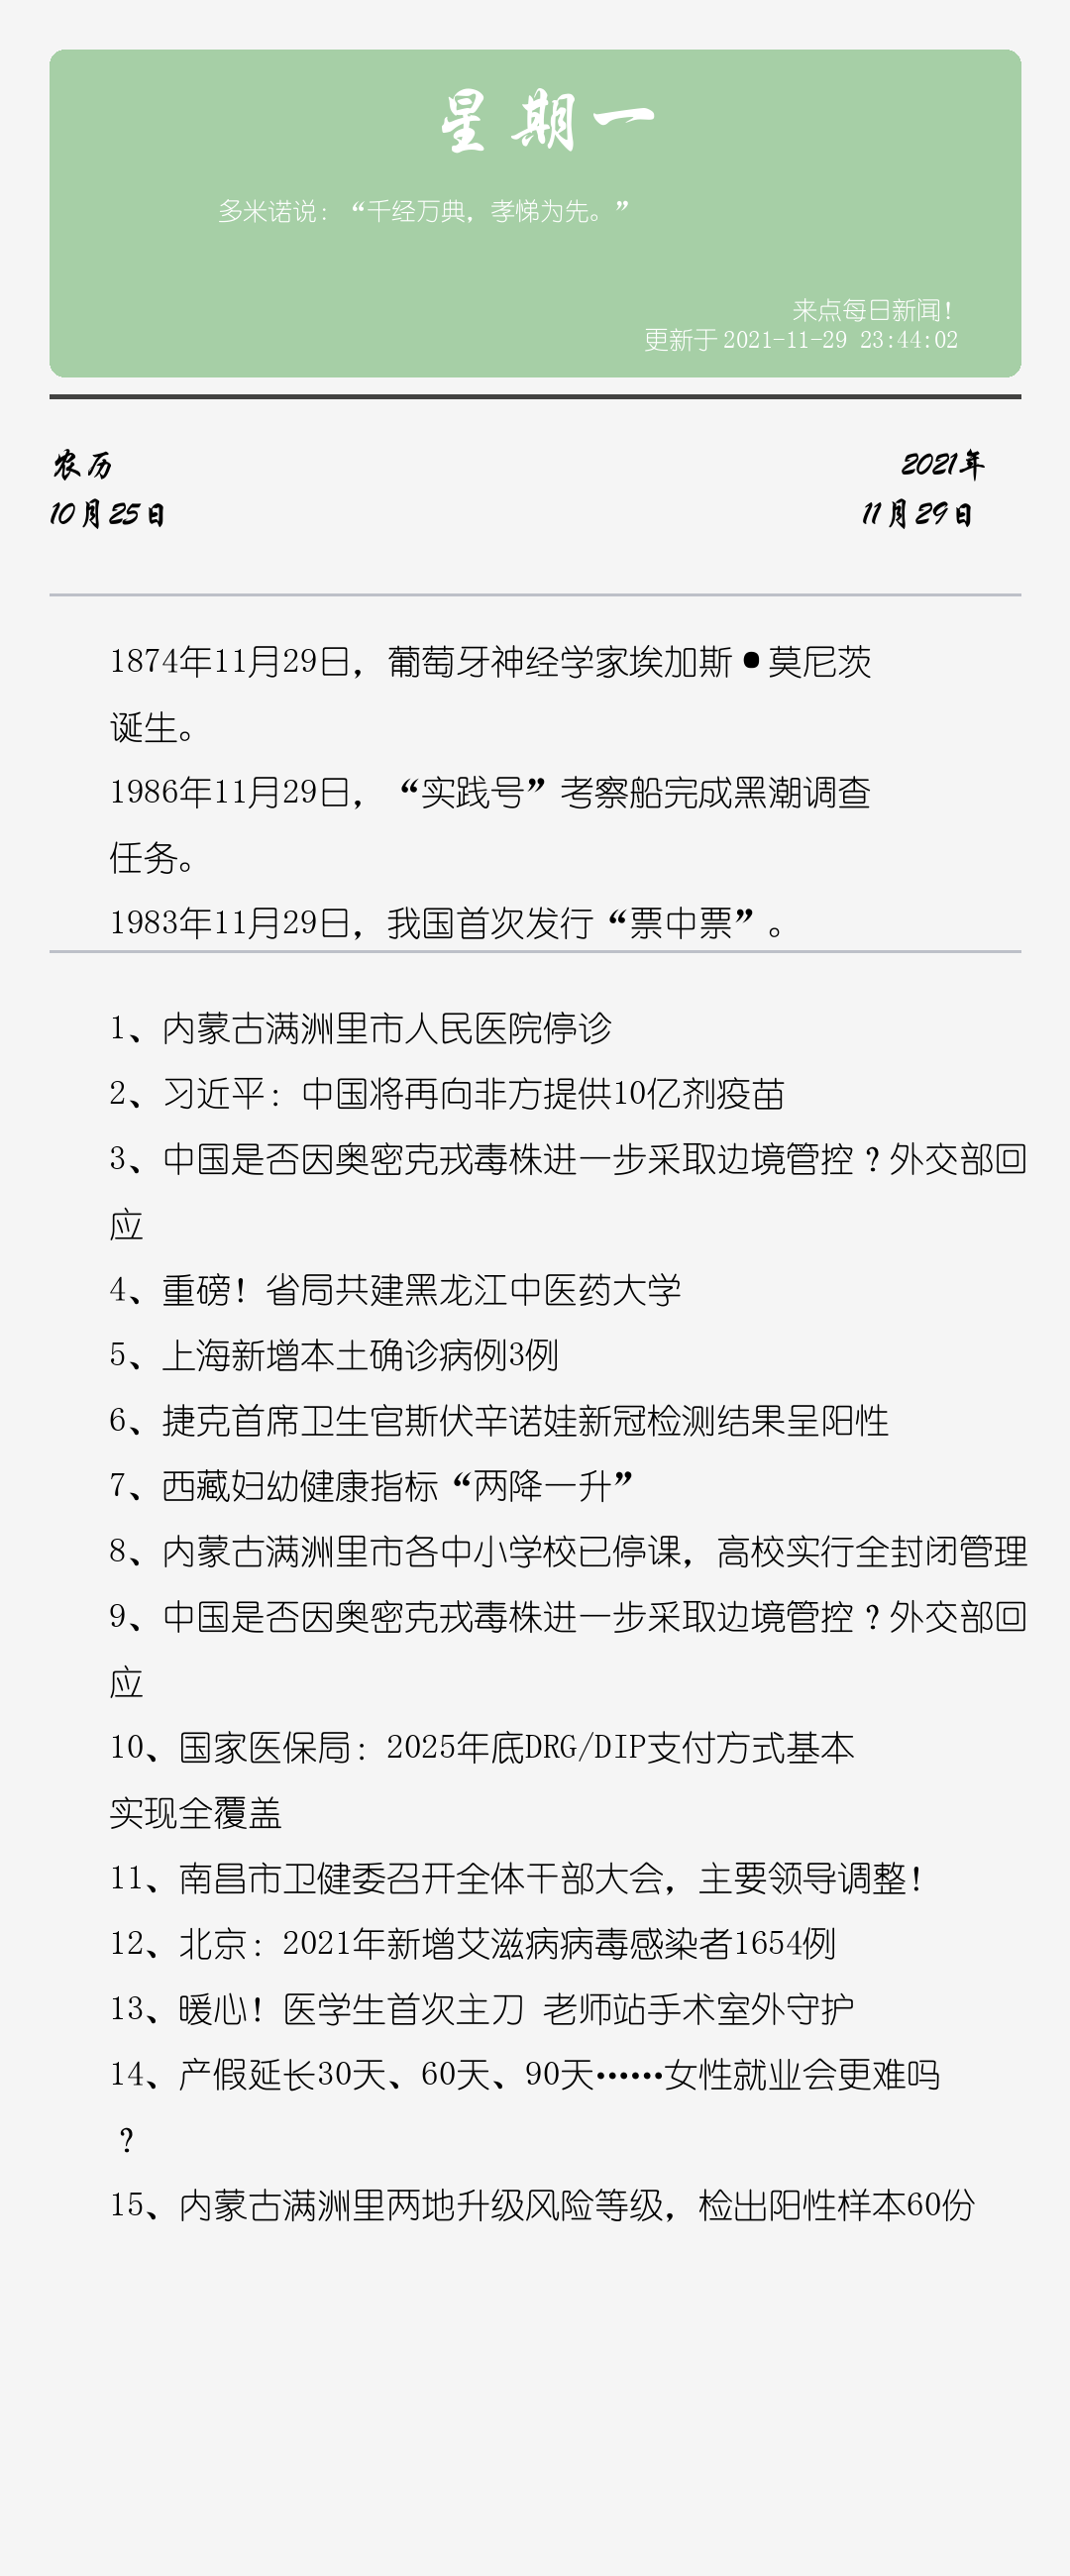 星期一
多米诺说：“千经万典，孝悌为先。”
来点每日新闻！
更新于 2021-11-29 23:44:02
农历
2021年
10月25日
11月29日
1874年11月29日，葡萄牙神经学家埃加斯•莫尼茨
诞生。
1986年11月29日，“实践号”考察船完成黑潮调查
任务。
1983年11月29日，我国首次发行“票中票”。
1、内蒙古满洲里市人民医院停诊
2、习近平：中国将再向非方提供10亿剂疫苗
3、中国是否因奥密克戎毒株进一步采取边境管控？外交部回
应
4、重磅！省局共建黑龙江中医药大学
5、上海新增本土确诊病例3例
6、捷克首席卫生官斯伏辛诺娃新冠检测结果呈阳性
7、西藏妇幼健康指标“两降一升”
8、内蒙古满洲里市各中小学校已停课，高校实行全封闭管理
9、中国是否因奥密克戎毒株进一步采取边境管控？外交部回
应
10、国家医保局：2025年底DRG/DIP支付方式基本
实现全覆盖
11、南昌市卫健委召开全体干部大会，主要领导调整！
12、北京：2021年新增艾滋病病毒感染者1654例
13、暖心！医学生首次主刀 老师站手术室外守护
14、产假延长30天、60天、90天……女性就业会更难吗
？
15、内蒙古满洲里两地升级风险等级，检出阳性样本60份